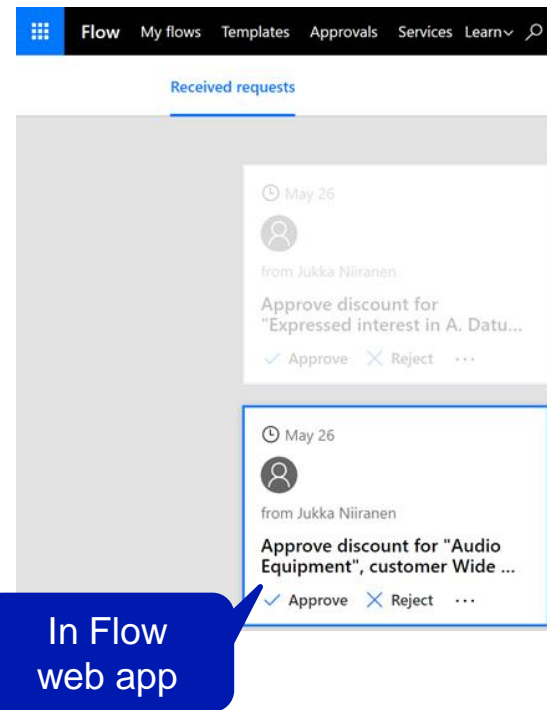 Flow My flows Templates Approvals Services Learn
Received requests
May 26
from Jukka Niiranen
Approve discount for
"Expressed interest in A. Datu...
Approve Reject ...
May 26
from Jukka Niiranen
Approve discount for "Audio
Equipment", customer Wide ...
Approve Reject ...
In Flow
web app